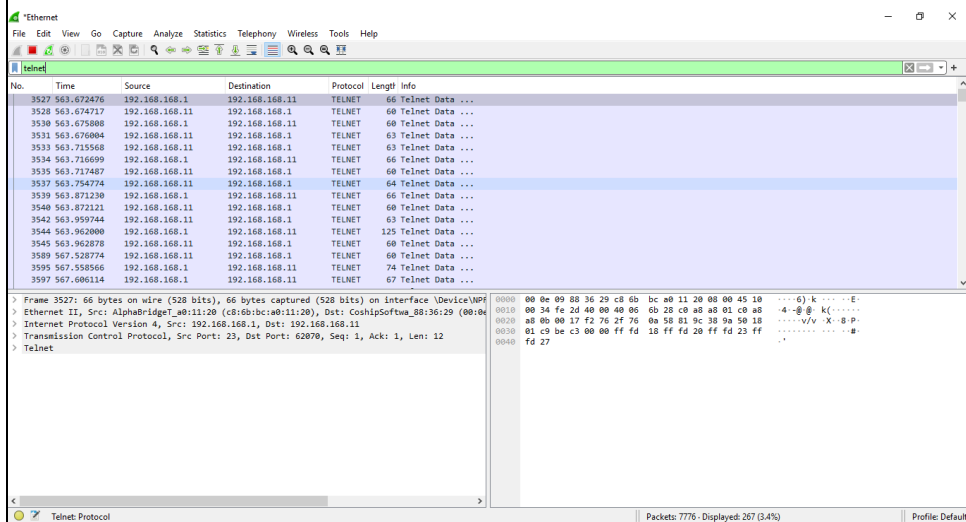 *Ethernet
File Edit View Go Capture Analyze Statistics Telephony Wireless Tools Help
telnet
No. Time Source Destination Protocol Length Info
3527 563.672476 192.168.168.1 192.168.168.11 TELNET 66 Telnet Data ...
3528 563.674717 192.168.168.11 192.168.168.1 TELNET 60 Telnet Data ...
3530 563.675808 192.168.168.1 192.168.168.11 TELNET 60 Telnet Data ...
3531 563.676004 192.168.168.11 192.168.168.1 TELNET 63 Telnet Data ...
3533 563.715568 192.168.168.11 192.168.168.1 TELNET 63 Telnet Data ...
3534 563.716699 192.168.168.1 192.168.168.11 TELNET 66 Telnet Data ...
3535 563.717487 192.168.168.11 192.168.168.1 TELNET 60 Telnet Data ...
3537 563.754774 192.168.168.11 192.168.168.1 TELNET 64 Telnet Data ...
3539 563.871230 192.168.168.1 192.168.168.11 TELNET 66 Telnet Data ...
3540 563.872121 192.168.168.11 192.168.168.1 TELNET 60 Telnet Data ...
3542 563.959744 192.168.168.11 192.168.168.1 TELNET 63 Telnet Data ...
3544 563.962000 192.168.168.1 192.168.168.11 TELNET 125 Telnet Data ...
3545 563.962878 192.168.168.11 192.168.168.1 TELNET 60 Telnet Data ...
3589 567.528774 192.168.168.11 192.168.168.1 TELNET 60 Telnet Data ...
3595 567.558566 192.168.168.1 192.168.168.11 TELNET 74 Telnet Data ...
3597 567.606114 192.168.168.1 192.168.168.11 TELNET 67 Telnet Data ...
> Frame 3527: 66 bytes on wire (528 bits), 66 bytes captured (528 bits) on interface \Device\NPF
> Ethernet II, Src: AlphaBridgeT_a0:11:20 (c8:6b:bc:a0:11:20), Dst: CoshipSoftwa_88:36:29 (00:0e
> Internet Protocol Version 4, Src: 192.168.168.1, Dst: 192.168.168.11
> Transmission Control Protocol, Src Port: 23, Dst Port: 62070, Seq: 1, Ack: 1, Len: 12
> Telnet
0000 00 0e 09 88 36 29 c8 6b bc a0 11 20 08 00 45 10 ····6)·k ··· ··E·
0010 00 34 fe 2d 40 00 40 06 6b 28 c0 a8 a8 01 c0 a8 ·4·-@·@· k(······
0020 a8 0b 00 17 f2 76 2f 76 0a 58 81 9c 38 9a 50 18 ·····v/v ·X··8·P·
0030 01 c9 be c3 00 00 ff fd 18 ff fd 20 ff fd 23 ff ········ ··· ··#·
0040 fd 27 ·'
Telnet: Protocol
Packets: 7776 · Displayed: 267 (3.4%)
Profile: Default